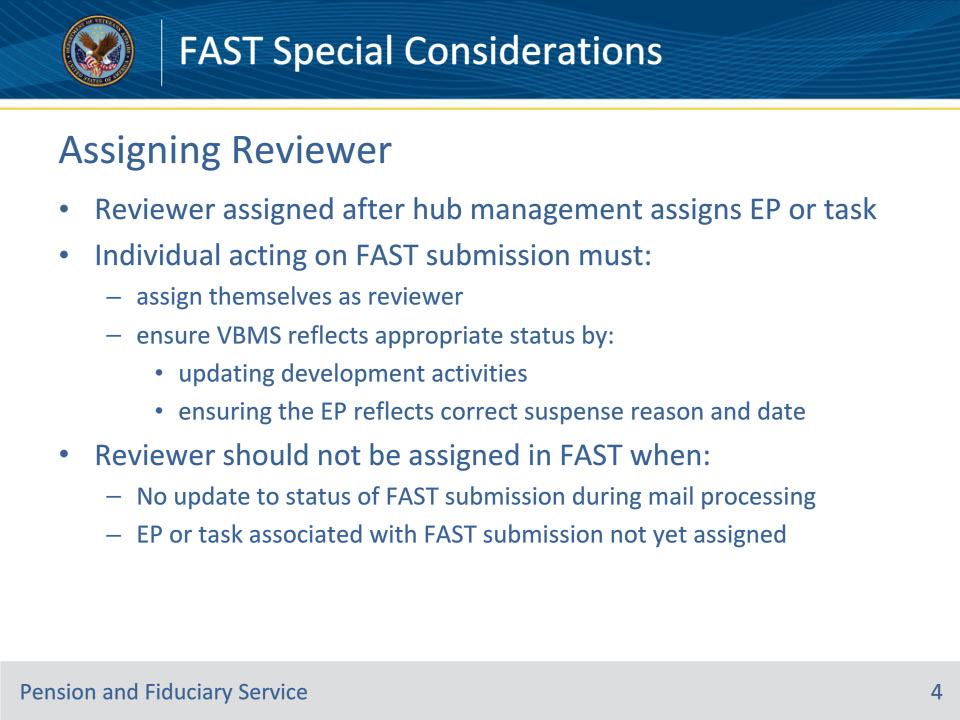 FAST Special Considerations
Assigning Reviewer
• Reviewer assigned after hub management assigns EP or task
• Individual acting on FAST submission must:
– assign themselves as reviewer
– ensure VBMS reflects appropriate status by:
• updating development activities
• ensuring the EP reflects correct suspense reason and date
• Reviewer should not be assigned in FAST when:
– No update to status of FAST submission during mail processing
– EP or task associated with FAST submission not yet assigned
Pension and Fiduciary Service
4